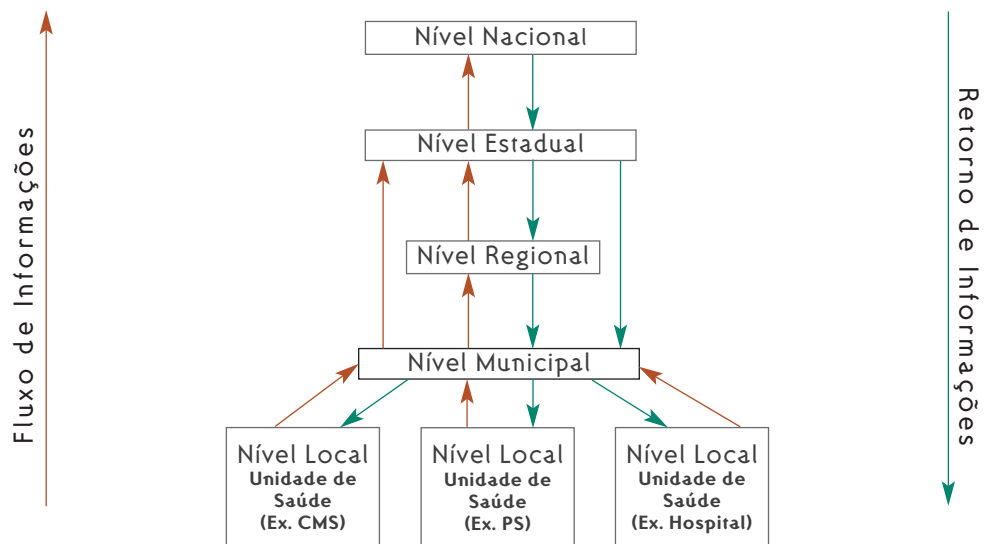 Fluxo de Informações
Nível Nacional
Nível Estadual
Nível Regional
Nível Municipal
Nível Local
Unidade de
Saúde
(Ex. CMS)
Nível Local
Unidade de
Saúde
(Ex. PS)
Nível Local
Unidade de
Saúde
(Ex. Hospital)
Retorno de Informações